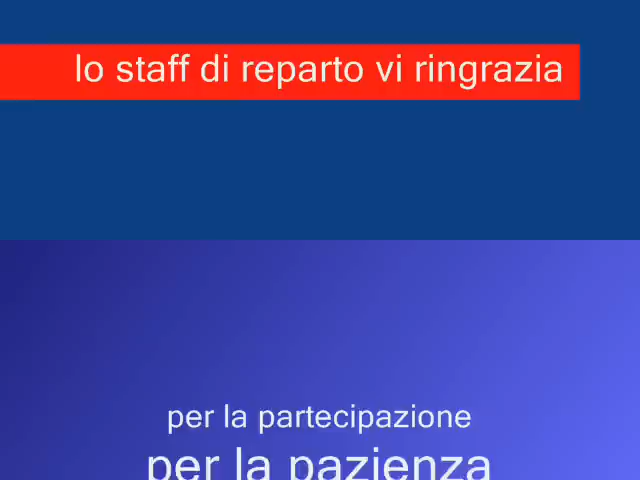 lo staff di reparto vi ringrazia
per la partecipazione
per la pazienza